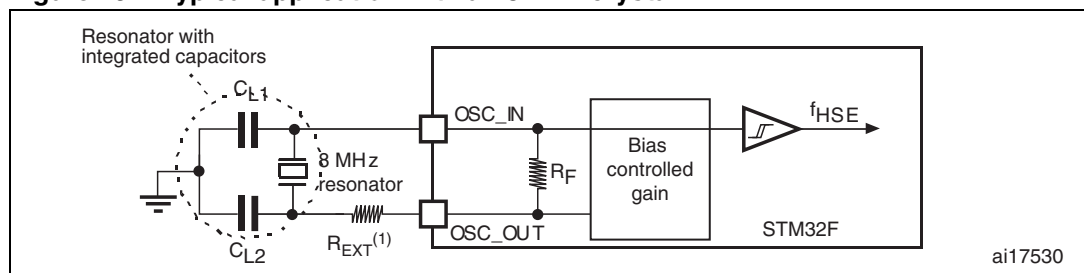 Resonator with
integrated capacitors
CL1
OSC_IN
fHSE
8 MHz
resonator
RF
Bias
controlled
gain
REXT(1)
OSC_OUT
STM32F
CL2
ai17530